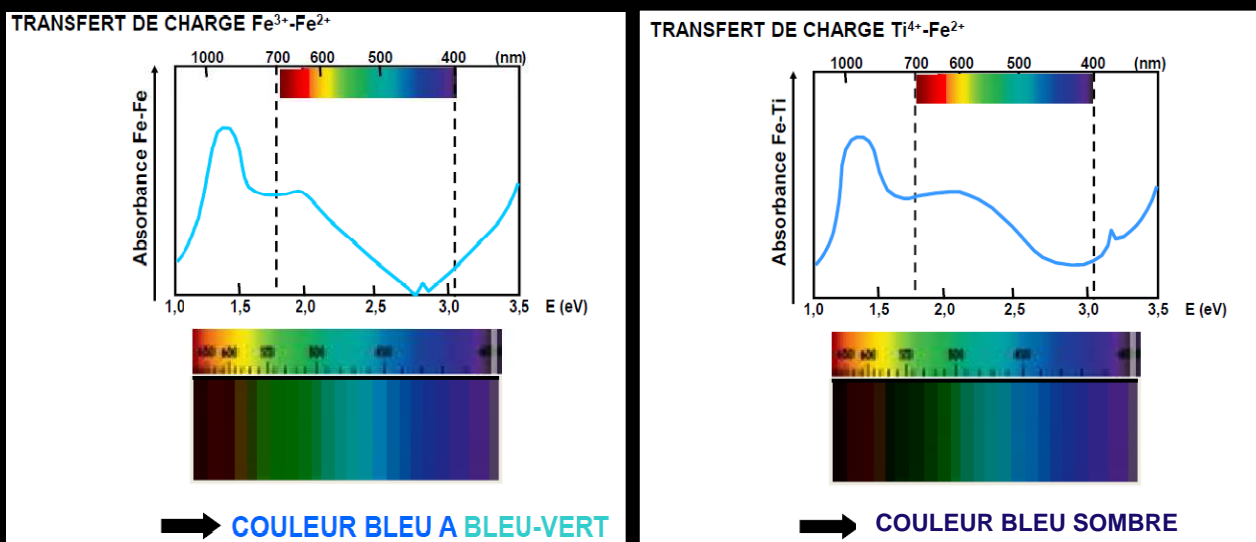 TRANSFERT DE CHARGE Fe³⁺-Fe²⁺
1000 700 600 500 400 (nm)
Absorbance Fe-Fe
1,0 1,5 2,0 2,5 3,0 3,5 E (eV)
COULEUR BLEU A BLEU-VERT
TRANSFERT DE CHARGE Ti⁴⁺-Fe²⁺
1000 700 600 500 400 (nm)
Absorbance Fe-Ti
1,0 1,5 2,0 2,5 3,0 3,5 E (eV)
COULEUR BLEU SOMBRE